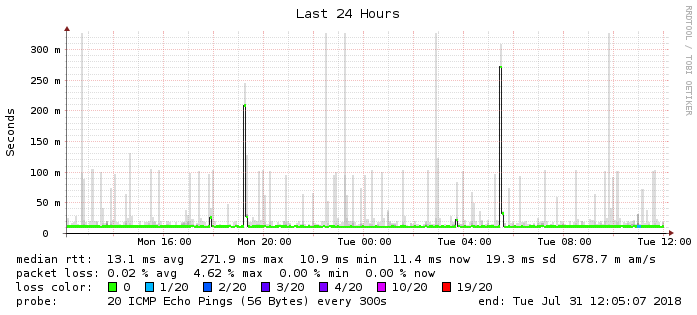 Last 24 Hours
RRDTOOL / TOBI OETIKER
Seconds
300 m
250 m
200 m
150 m
100 m
50 m
0
Mon 16:00 Mon 20:00 Tue 00:00 Tue 04:00 Tue 08:00 Tue 12:00
median rtt: 13.1 ms avg 271.9 ms max 10.9 ms min 11.4 ms now 19.3 ms sd 678.7 m am/s
packet loss: 0.02 % avg 4.62 % max 0.00 % min 0.00 % now
loss color: 0 1/20 2/20 3/20 4/20 10/20 19/20
probe: 20 ICMP Echo Pings (56 Bytes) every 300s end: Tue Jul 31 12:05:07 2018